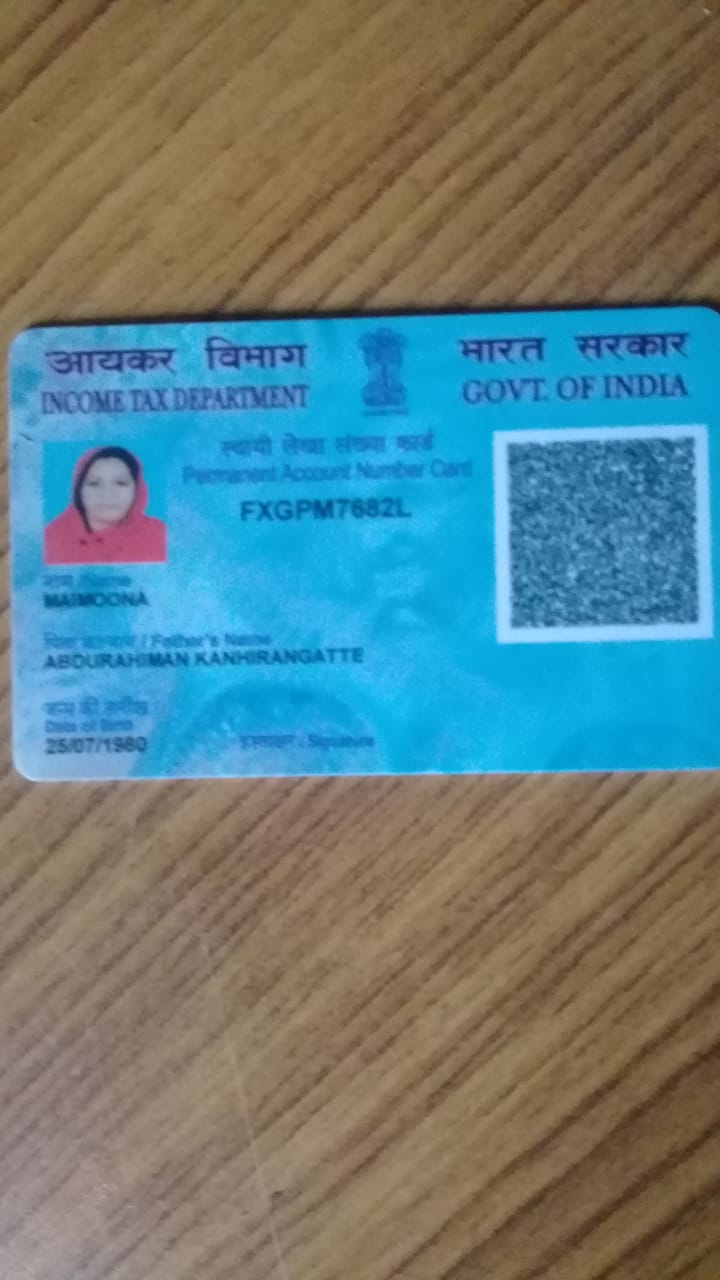 आयकर विभाग
INCOME TAX DEPARTMENT
भारत सरकार
GOVT. OF INDIA
स्थायी लेखा संख्या कार्ड
Permanent Account Number Card
FXGPM7682L
नाम / Name
MAIMOONA
पिता का नाम / Father's Name
ABDURAHIMAN KANHIRANGATTE
जन्म की तारीख /
Date of Birth
25/07/1980
हस्ताक्षर / Signature